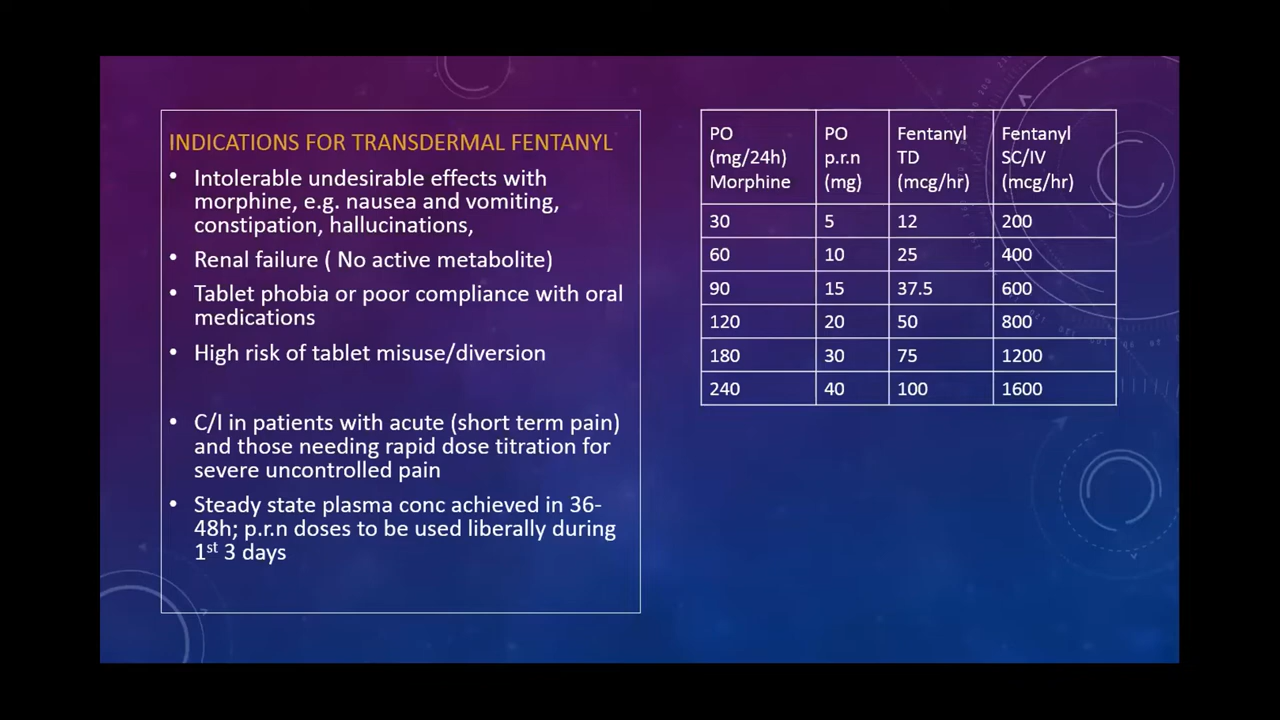 INDICATIONS FOR TRANSDERMAL FENTANYL
• Intolerable undesirable effects with
morphine, e.g. nausea and vomiting,
constipation, hallucinations,
• Renal failure ( No active metabolite)
• Tablet phobia or poor compliance with oral
medications
• High risk of tablet misuse/diversion
• C/I in patients with acute (short term pain)
and those needing rapid dose titration for
severe uncontrolled pain
• Steady state plasma conc achieved in 36-
48h; p.r.n doses to be used liberally during
1st 3 days
PO (mg/24h) Morphine | PO p.r.n (mg) | Fentanyl TD (mcg/hr) | Fentanyl SC/IV (mcg/hr)
30 | 5 | 12 | 200
60 | 10 | 25 | 400
90 | 15 | 37.5 | 600
120 | 20 | 50 | 800
180 | 30 | 75 | 1200
240 | 40 | 100 | 1600